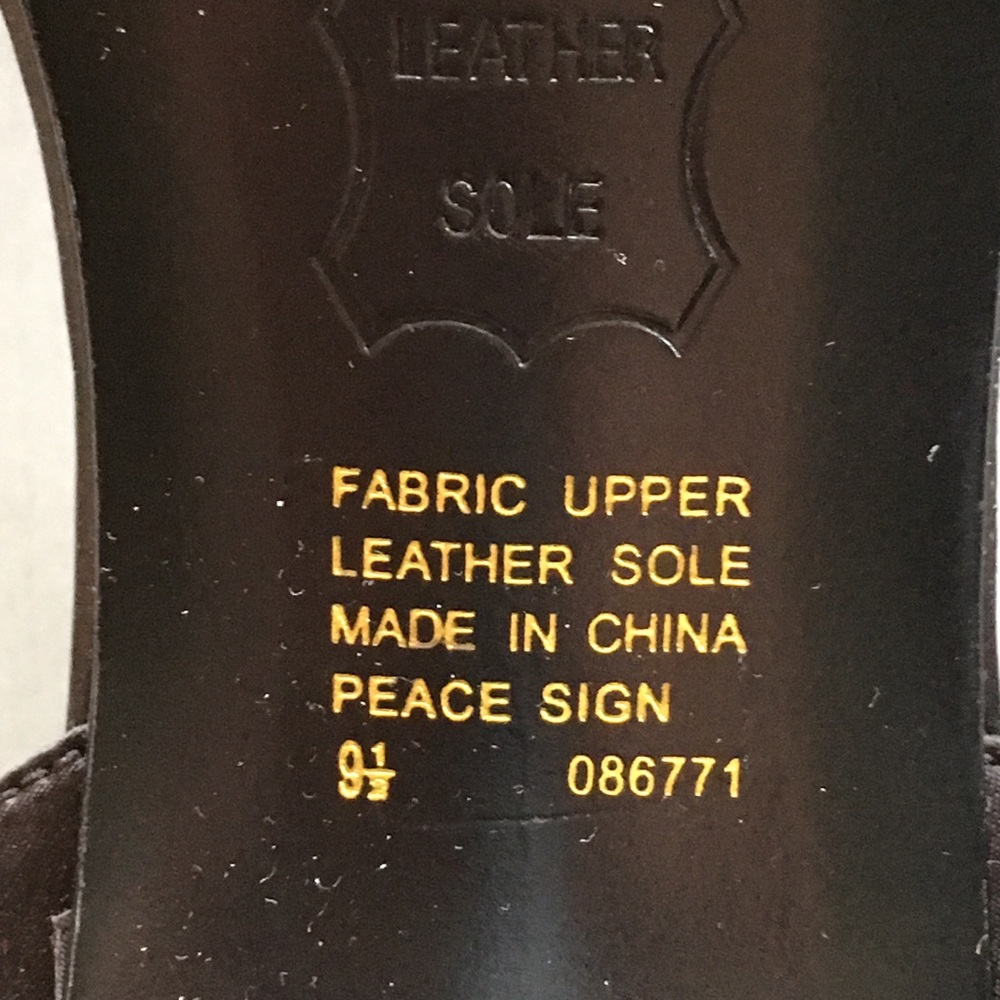 LEATHER
SOLE
FABRIC UPPER
LEATHER SOLE
MADE IN CHINA
PEACE SIGN
9½ 086771